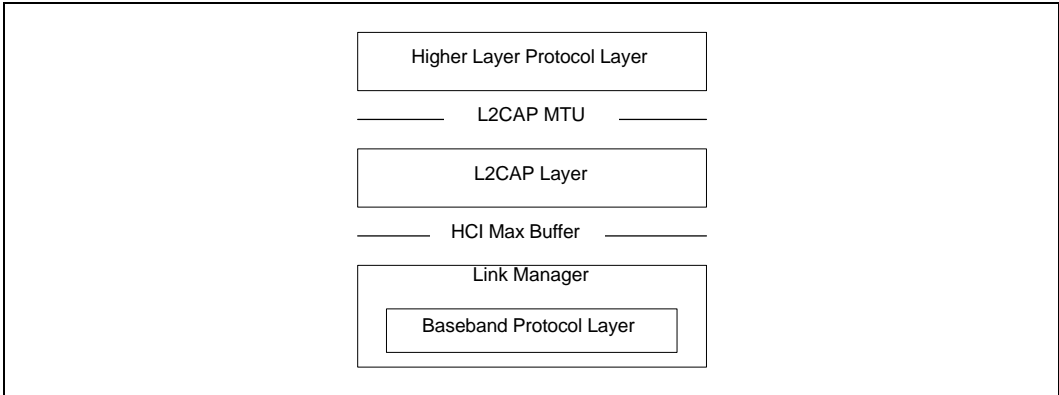 Higher Layer Protocol Layer
L2CAP MTU
L2CAP Layer
HCI Max Buffer
Link Manager
Baseband Protocol Layer